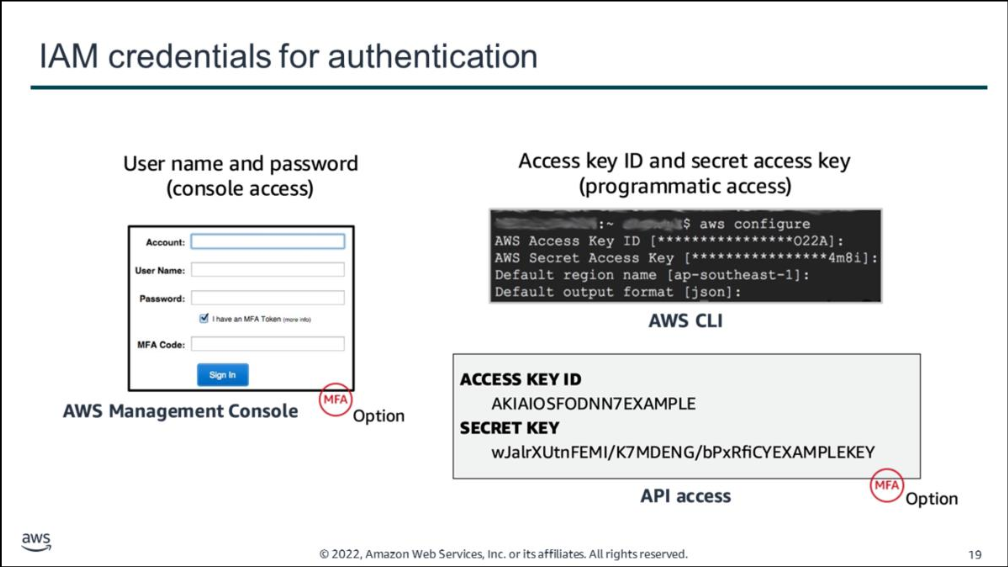 IAM credentials for authentication
User name and password
(console access)
Account:
User Name:
Password:
I have an MFA Token (more info)
MFA Code:
Sign In
MFA
Option
AWS Management Console
Access key ID and secret access key
(programmatic access)
:~ $ aws configure
AWS Access Key ID [****************O22A]:
AWS Secret Access Key [****************4m8i]:
Default region name [ap-southeast-1]:
Default output format [json]:
AWS CLI
ACCESS KEY ID
AKIAIOSFODNN7EXAMPLE
SECRET KEY
wJalrXUtnFEMI/K7MDENG/bPxRfiCYEXAMPLEKEY
MFA
Option
API access
aws
© 2022, Amazon Web Services, Inc. or its affiliates. All rights reserved.
19